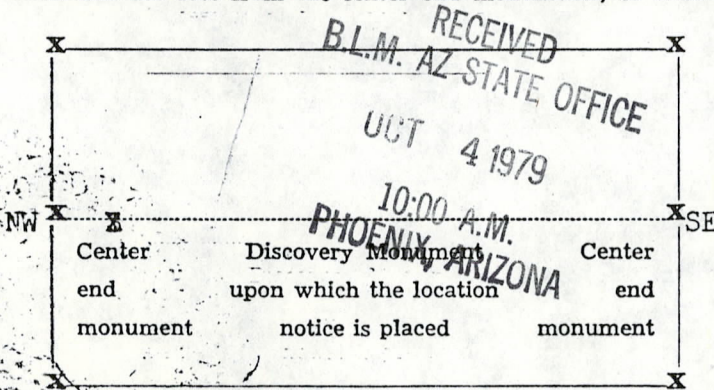 X X
RECEIVED
B.L.M. AZ STATE OFFICE
OCT 4 1979
10:00 A.M.
PHOENIX, ARIZONA
NW X X X SE
Center Discovery Monument Center
end upon which the location end
monument notice is placed monument
X X